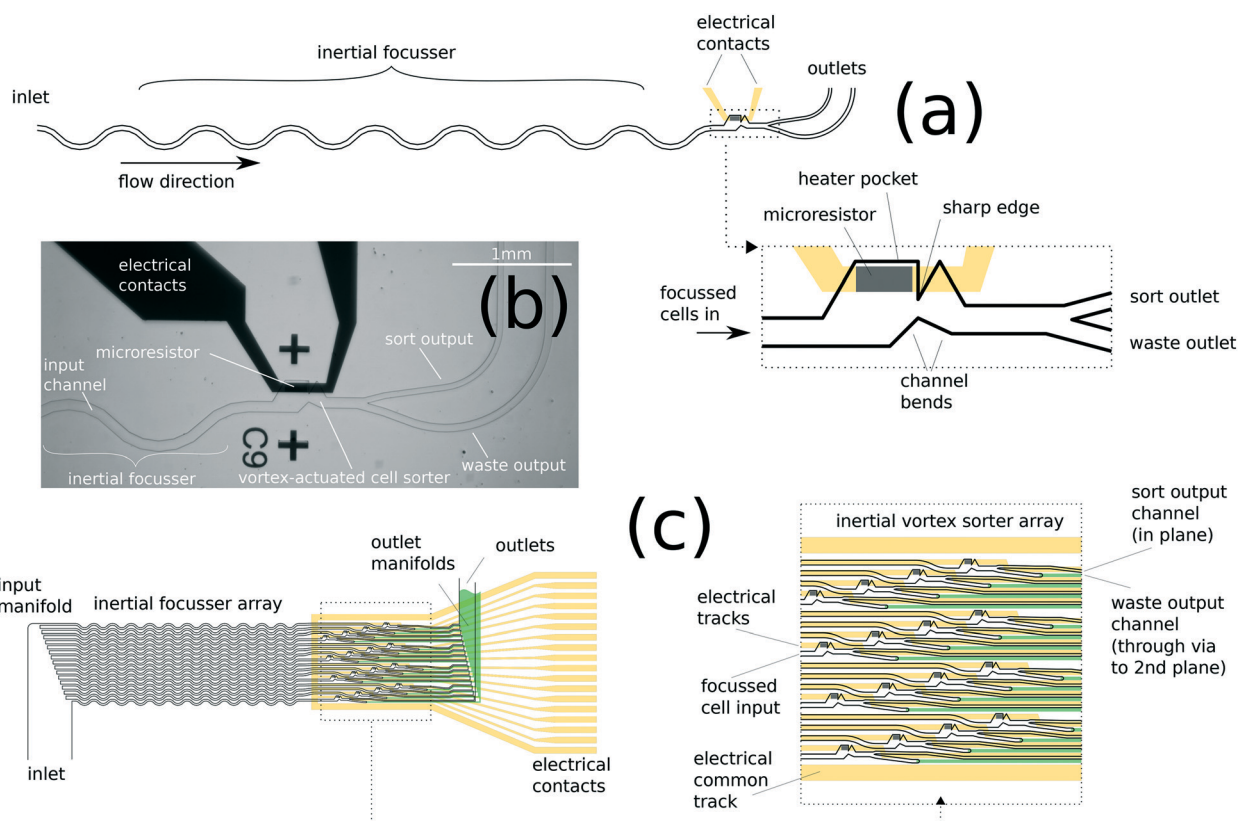 electrical
contacts
inertial focusser
outlets
inlet
(a)
flow direction
heater pocket
microresistor
sharp edge
focussed
cells in
sort outlet
waste outlet
channel
bends
1mm
electrical
contacts
(b)
microresistor
sort output
input
channel
C9
waste output
inertial focusser
vortex-actuated cell sorter
(c)
outlet
manifolds
outlets
input
manifold
inertial focusser array
inlet
electrical
contacts
inertial vortex sorter array
sort output
channel
(in plane)
electrical
tracks
waste output
channel
(through via
to 2nd plane)
focussed
cell input
electrical
common
track